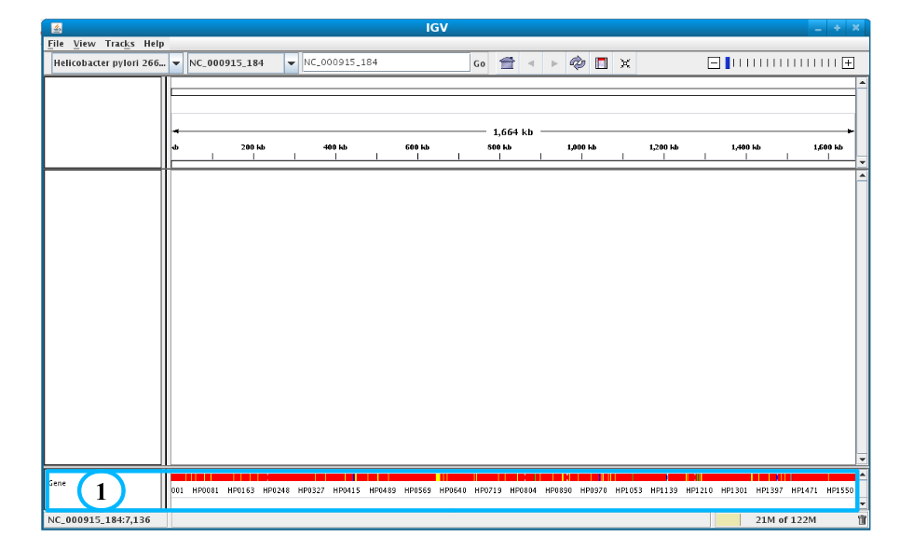 IGV
File View Tracks Help
Helicobacter pylori 266... NC_000915_184 NC_000915_184 Go
1,664 kb
kb 200 kb 400 kb 600 kb 800 kb 1,000 kb 1,200 kb 1,400 kb 1,600 kb
Gene
1
001 HP0081 HP0163 HP0248 HP0327 HP0415 HP0489 HP0569 HP0640 HP0719 HP0804 HP0890 HP0970 HP1053 HP1139 HP1210 HP1301 HP1397 HP1471 HP1550
NC_000915_184:7,136 21M of 122M